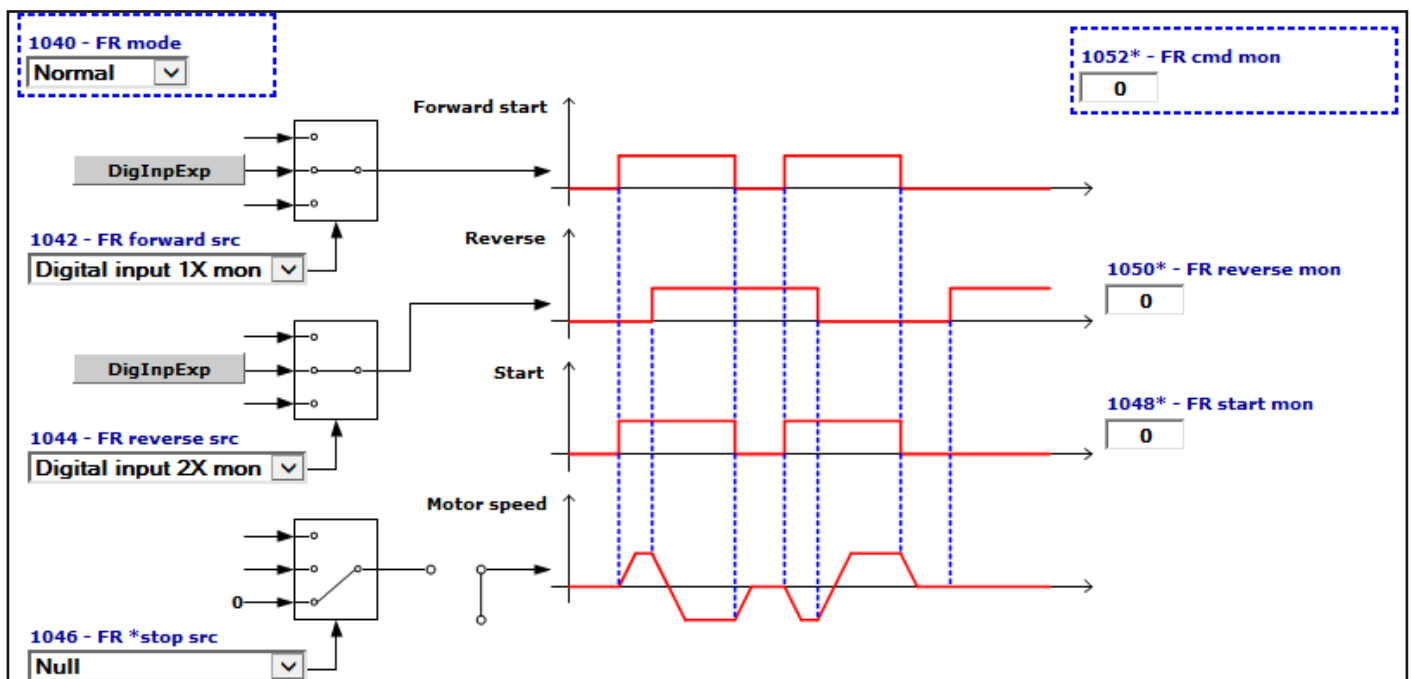 1040 - FR mode
Normal
1052* - FR cmd mon
0
Forward start
DigInpExp
1042 - FR forward src
Digital input 1X mon
Reverse
1050* - FR reverse mon
0
DigInpExp
Start
1044 - FR reverse src
Digital input 2X mon
1048* - FR start mon
0
Motor speed
0
1046 - FR *stop src
Null